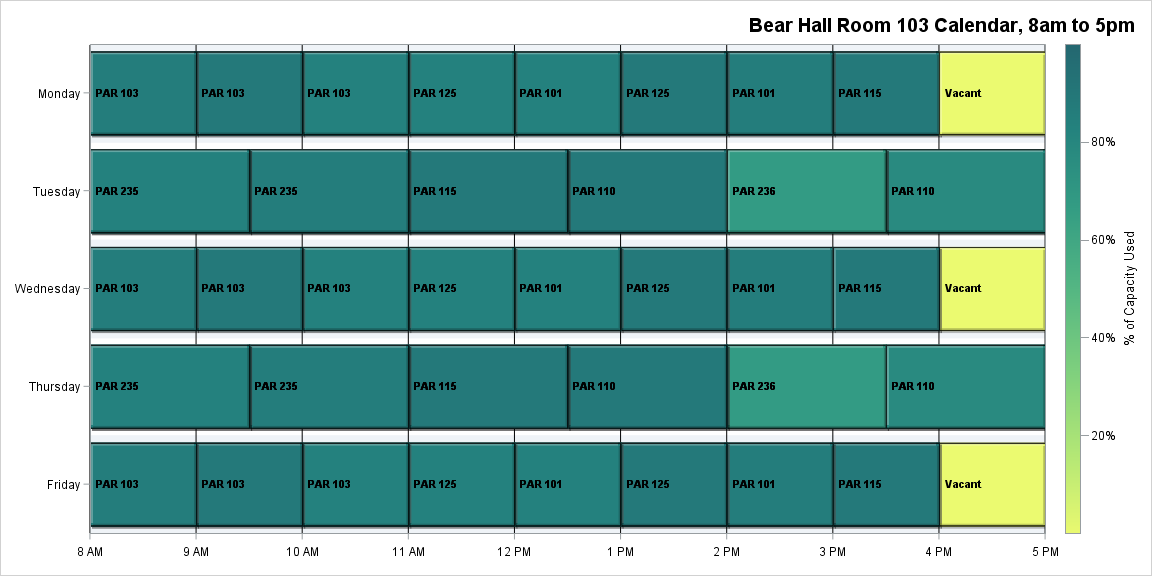 Bear Hall Room 103 Calendar, 8am to 5pm
Monday
PAR 103
PAR 103
PAR 103
PAR 125
PAR 101
PAR 125
PAR 101
PAR 115
Vacant
Tuesday
PAR 235
PAR 235
PAR 115
PAR 110
PAR 236
PAR 110
Wednesday
PAR 103
PAR 103
PAR 103
PAR 125
PAR 101
PAR 125
PAR 101
PAR 115
Vacant
Thursday
PAR 235
PAR 235
PAR 115
PAR 110
PAR 236
PAR 110
Friday
PAR 103
PAR 103
PAR 103
PAR 125
PAR 101
PAR 125
PAR 101
PAR 115
Vacant
8 AM
9 AM
10 AM
11 AM
12 PM
1 PM
2 PM
3 PM
4 PM
5 PM
80%
60%
40%
20%
% of Capacity Used